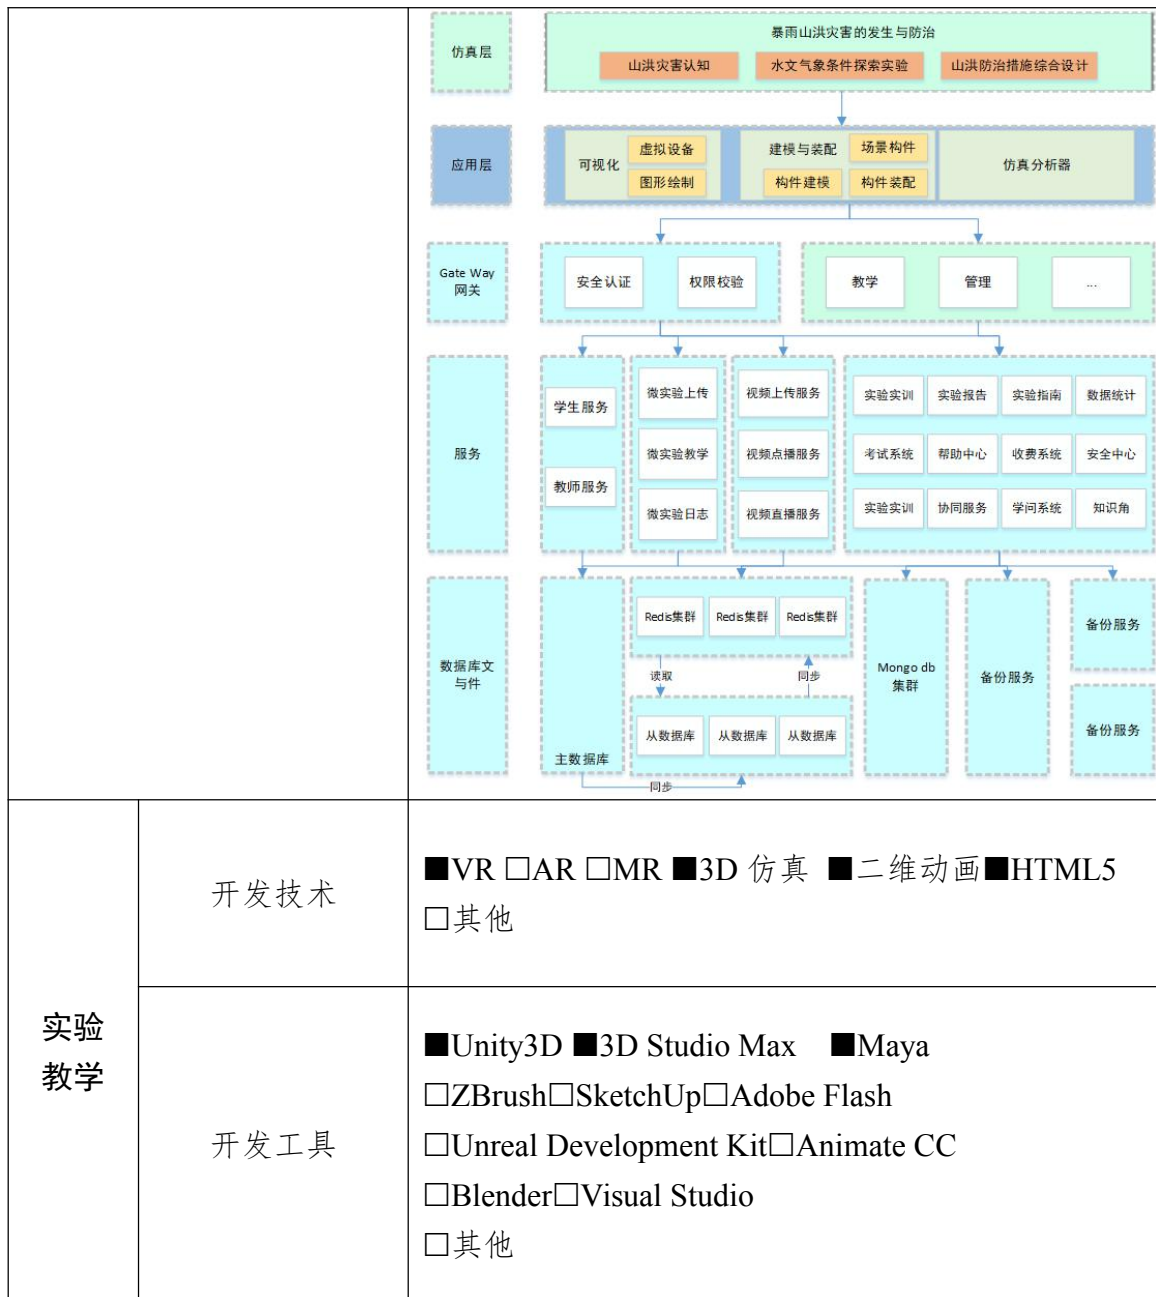 暴雨山洪灾害的发生与防治
仿真层
山洪灾害认知
水文气象条件探索实验
山洪防治措施综合设计
应用层
可视化
虚拟设备
图形绘制
建模与装配
场景构件
构件建模
构件装配
仿真分析器
Gate Way
网关
安全认证
权限校验
教学
管理
...
服务
学生服务
教师服务
微实验上传
微实验教学
微实验日志
视频上传服务
视频点播服务
视频直播服务
实验实训
实验报告
实验指南
数据统计
考试系统
帮助中心
收费系统
安全中心
实验实训
协同服务
学问系统
知识角
数据库文
与件
主数据库
Redis集群
Redis集群
Redis集群
读取
同步
从数据库
从数据库
从数据库
同步
Mongo db
集群
备份服务
备份服务
备份服务
实验
教学
开发技术
■VR □AR □MR ■3D 仿真 ■二维动画■HTML5
□其他
开发工具
■Unity3D ■3D Studio Max ■Maya
□ZBrush□SketchUp□Adobe Flash
□Unreal Development Kit□Animate CC
□Blender□Visual Studio
□其他